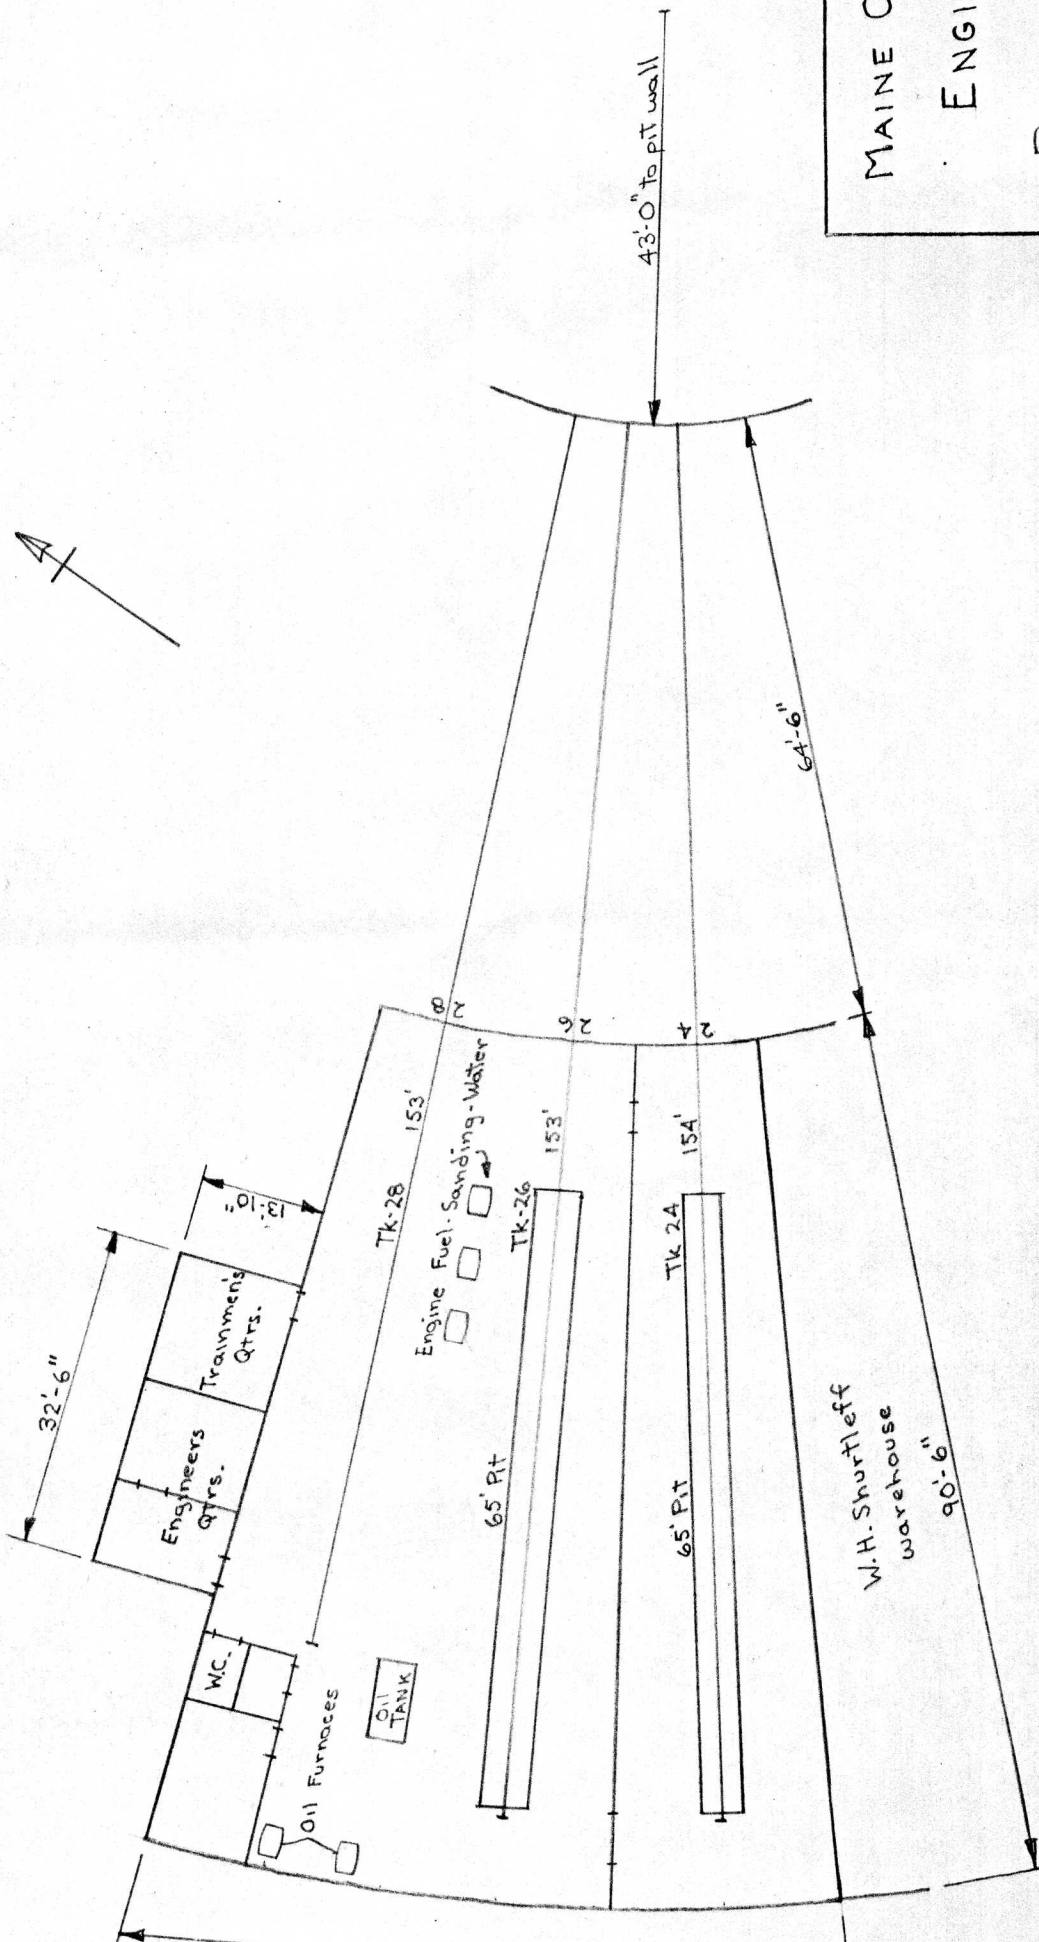 MAINE C
ENGI
43'-0" to pit wall
64'-6"
28
26
24
153'
TK-28
Engine Fuel-Sanding-Water
153'
TK-26
65' Pit
154'
TK 24
65' Pit
13'-10"
32'-6"
Trainmen's
Qtrs.
Engineers
Qtrs.
W.C.
Oil Furnaces
OIL
TANK
W.H. Shurtleff
warehouse
90'-6"